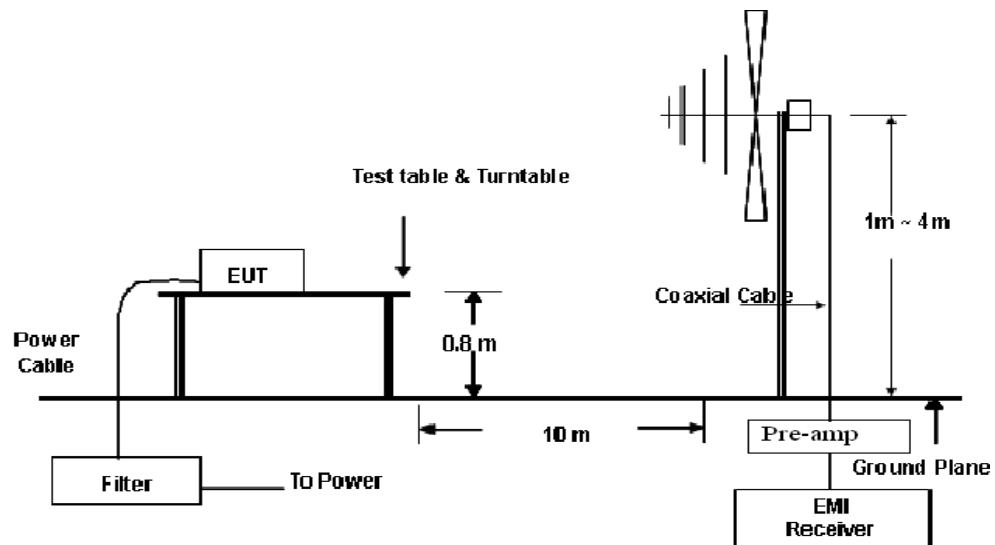 Test table & Turntable
1m ~ 4m
EUT
Coaxial Cable
Power
Cable
0.8 m
10 m
Pre-amp
Ground Plane
Filter
To Power
EMI
Receiver